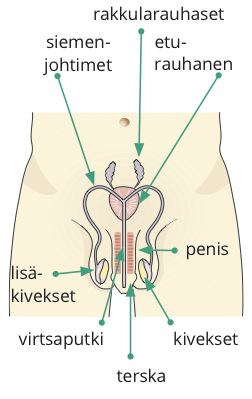 rakkularauhaset
siemen-
johtimet
etu-
rauhanen
penis
lisä-
kivekset
virtsaputki
kivekset
terska